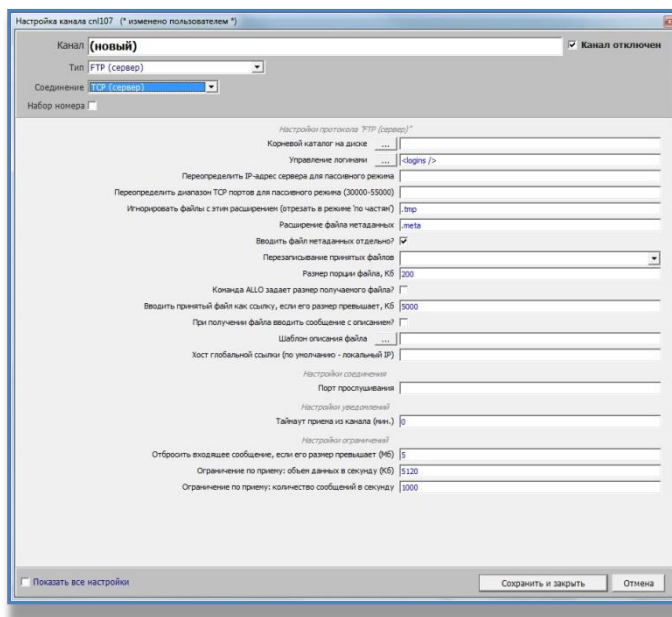 Настройка канала cnl107 (* изменено пользователем *)
Канал (новый) Канал отключен
Тип FTP (сервер)
Соединение TCP (сервер)
Набор номера
Настройки протокола "FTP (сервер)"
Корневой каталог на диске ...
Управление логинами ... <logins />
Переопределить IP-адрес сервера для пассивного режима
Переопределить диапазон TCP портов для пассивного режима (30000-55000)
Игнорировать файлы с этим расширением (отрезать в режиме 'по частям') .tmp
Расширение файла метаданных .meta
Вводить файл метаданных отдельно?
Перезаписывание принятых файлов
Размер порции файла, Кб 200
Команда ALLO задает размер получаемого файла?
Вводить принятый файл как ссылку, если его размер превышает, Кб 5000
При получении файла вводить сообщение с описанием?
Шаблон описания файла ...
Хост глобальной ссылки (по умолчанию - локальный IP)
Настройки соединения
Порт прослушивания
Настройки уведомлений
Таймаут приема из канала (мин.) 0
Настройки ограничений
Отбросить входящее сообщение, если его размер превышает (Мб) 5
Ограничение по приему: объем данных в секунду (Кб) 5120
Ограничение по приему: количество сообщений в секунду 1000
Показать все настройки Сохранить и закрыть Отмена